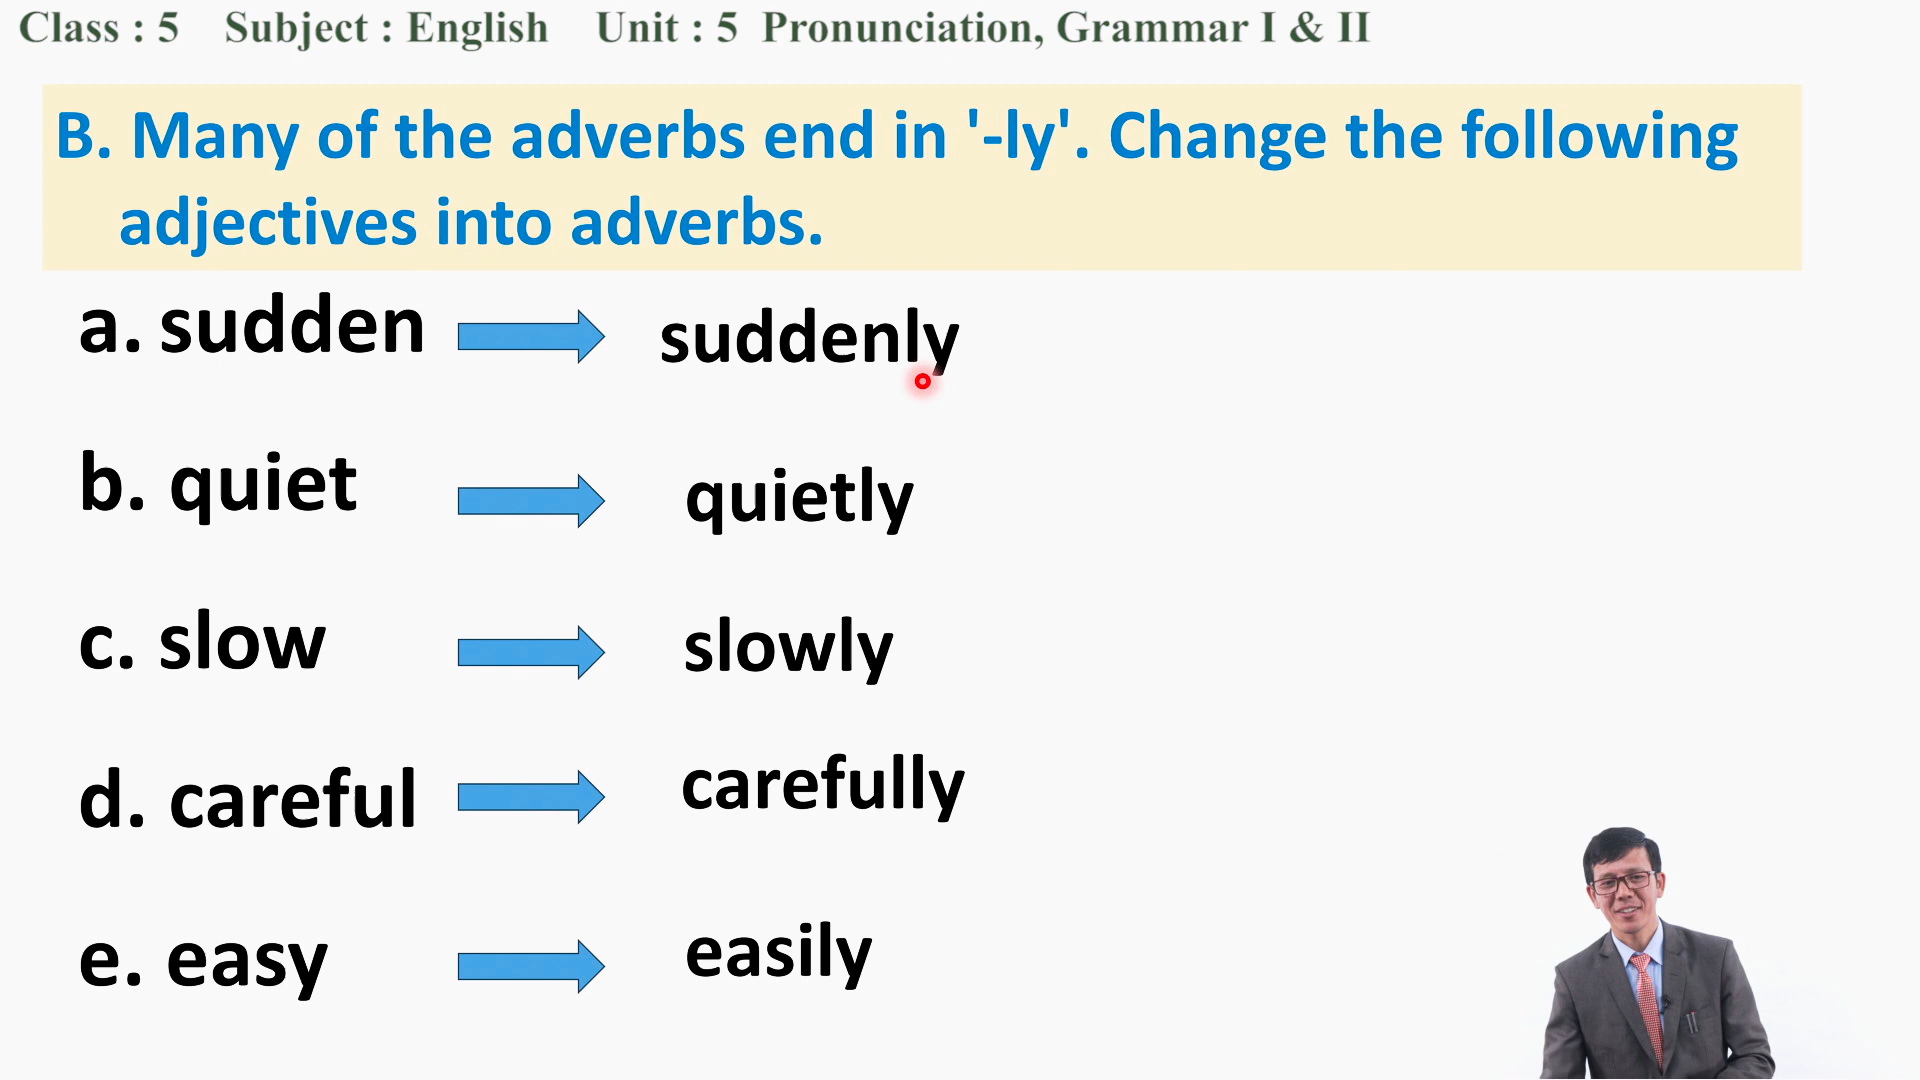 Class : 5 Subject : English Unit : 5 Pronunciation, Grammar I & II
B. Many of the adverbs end in '-ly'. Change the following
adjectives into adverbs.
a. sudden suddenly
b. quiet quietly
c. slow slowly
d. careful carefully
e. easy easily